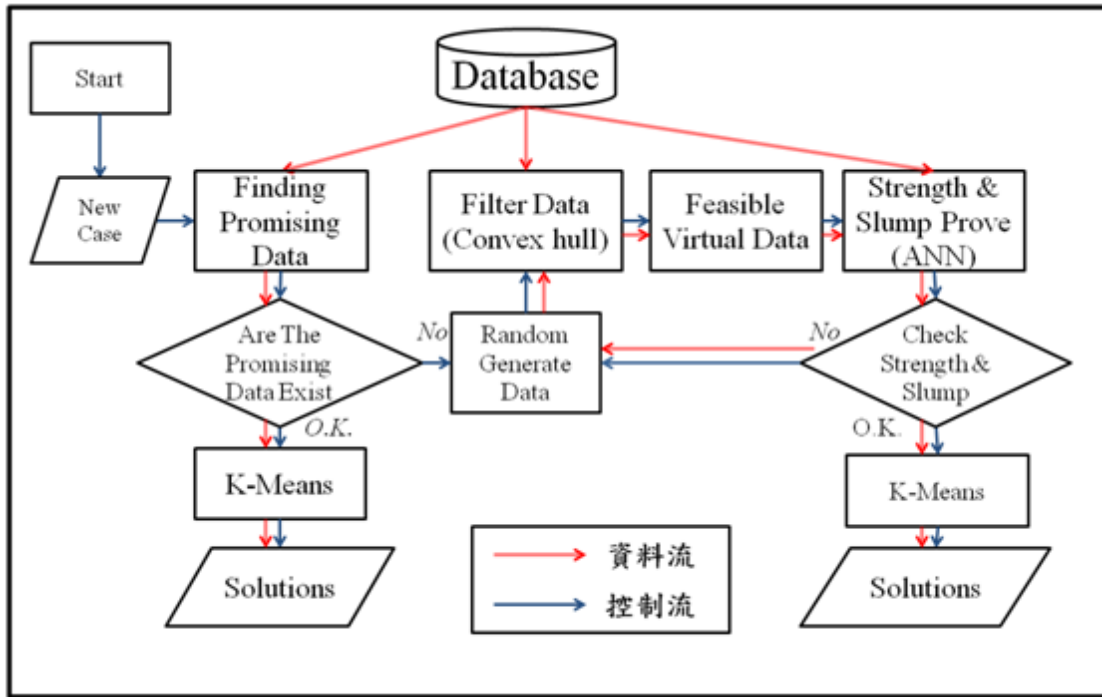 Database
Start
New
Case
Finding
Promising
Data
Filter Data
(Convex hull)
Feasible
Virtual Data
Strength &
Slump Prove
(ANN)
Are The
Promising
Data Exist
No
Random
Generate
Data
No
Check
Strength &
Slump
O.K.
O.K.
K-Means
K-Means
Solutions
Solutions
資料流
控制流